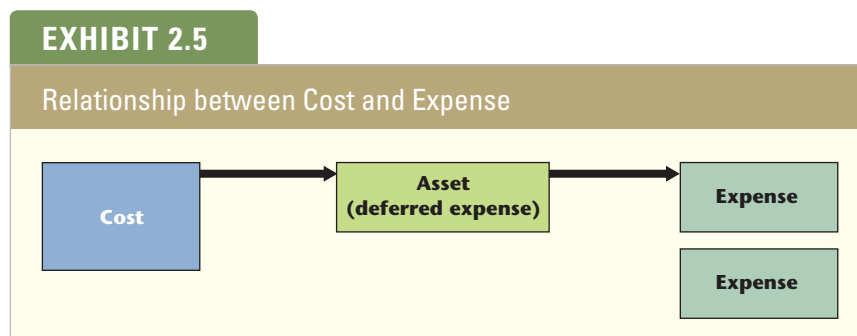 EXHIBIT 2.5
Relationship between Cost and Expense
Cost
Asset
(deferred expense)
Expense
Expense